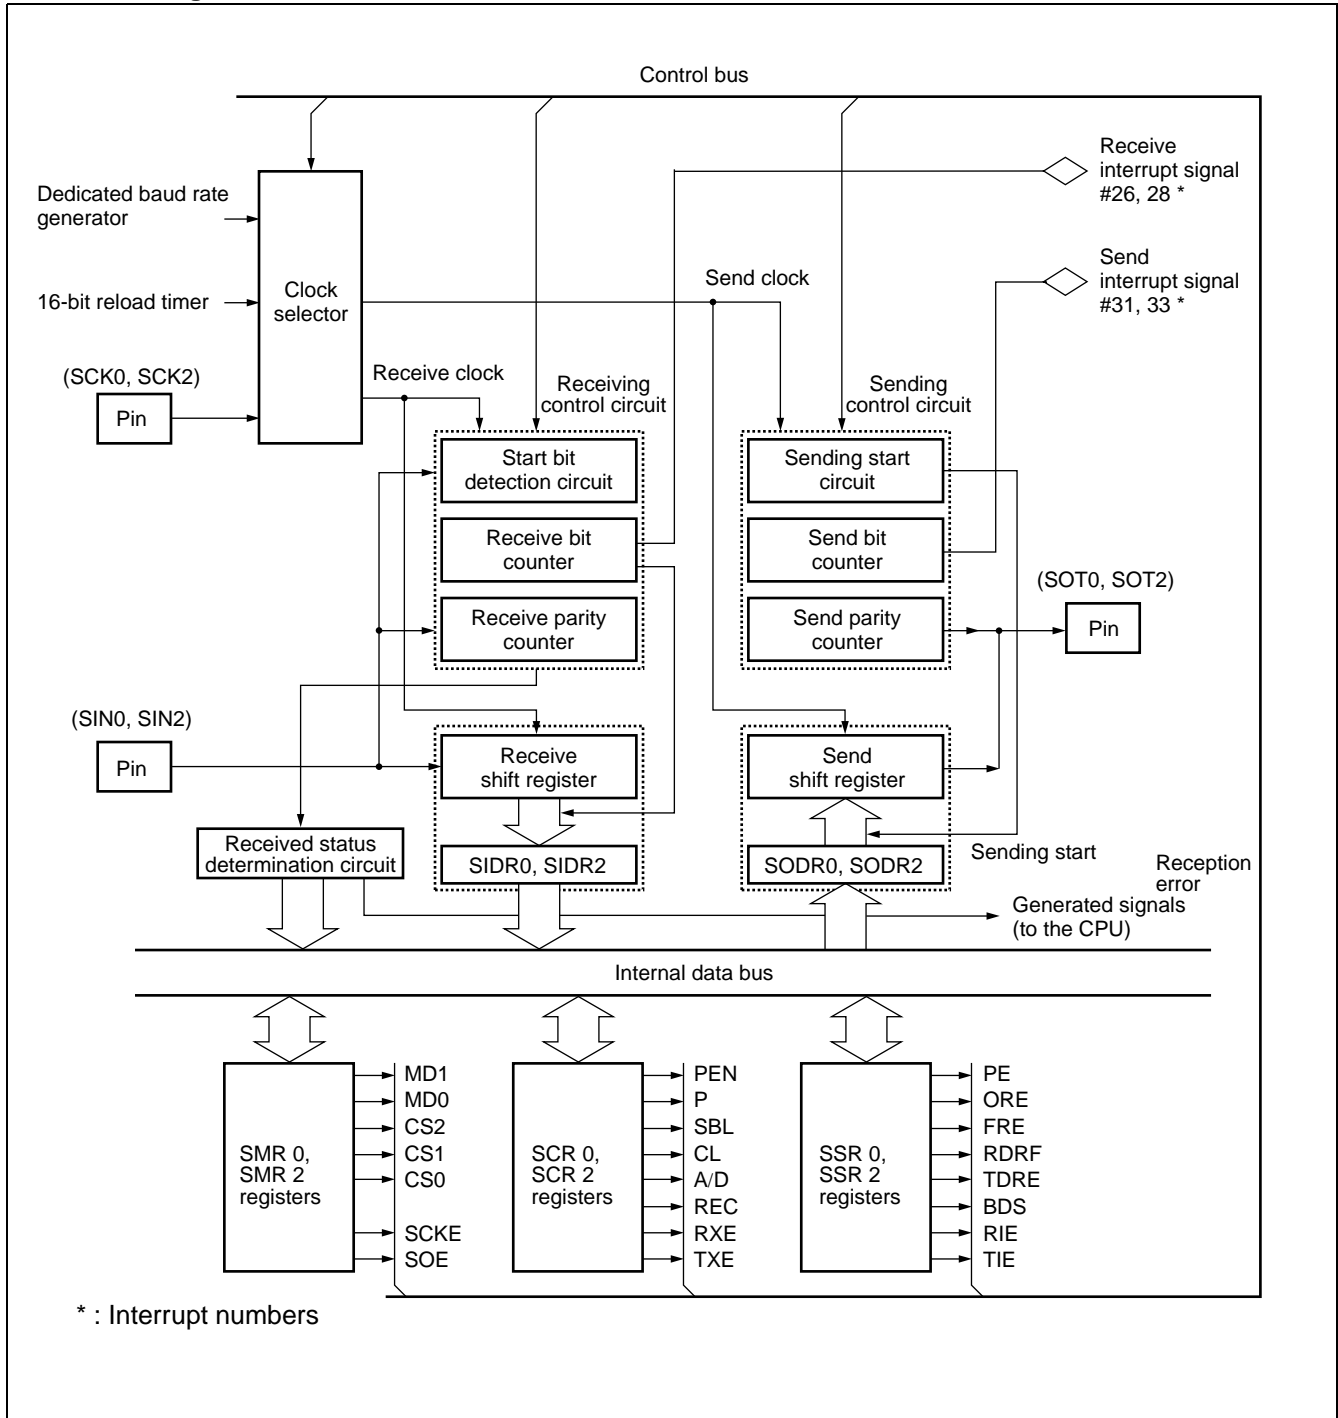 Control bus
Receive
interrupt signal
#26, 28 *
Dedicated baud rate
generator
Send
interrupt signal
#31, 33 *
Send clock
16-bit reload timer
Clock
selector
(SCK0, SCK2)
Pin
Receive clock
Receiving
control circuit
Sending
control circuit
Start bit
detection circuit
Sending start
circuit
Receive bit
counter
Send bit
counter
(SOT0, SOT2)
Pin
Receive parity
counter
Send parity
counter
(SIN0, SIN2)
Pin
Receive
shift register
Send
shift register
Received status
determination circuit
SIDR0, SIDR2
SODR0, SODR2
Sending start
Reception
error
Generated signals
(to the CPU)
Internal data bus
SMR 0,
SMR 2
registers
MD1
MD0
CS2
CS1
CS0
SCKE
SOE
SCR 0,
SCR 2
registers
PEN
P
SBL
CL
A/D
REC
RXE
TXE
SSR 0,
SSR 2
registers
PE
ORE
FRE
RDRF
TDRE
BDS
RIE
TIE
* : Interrupt numbers